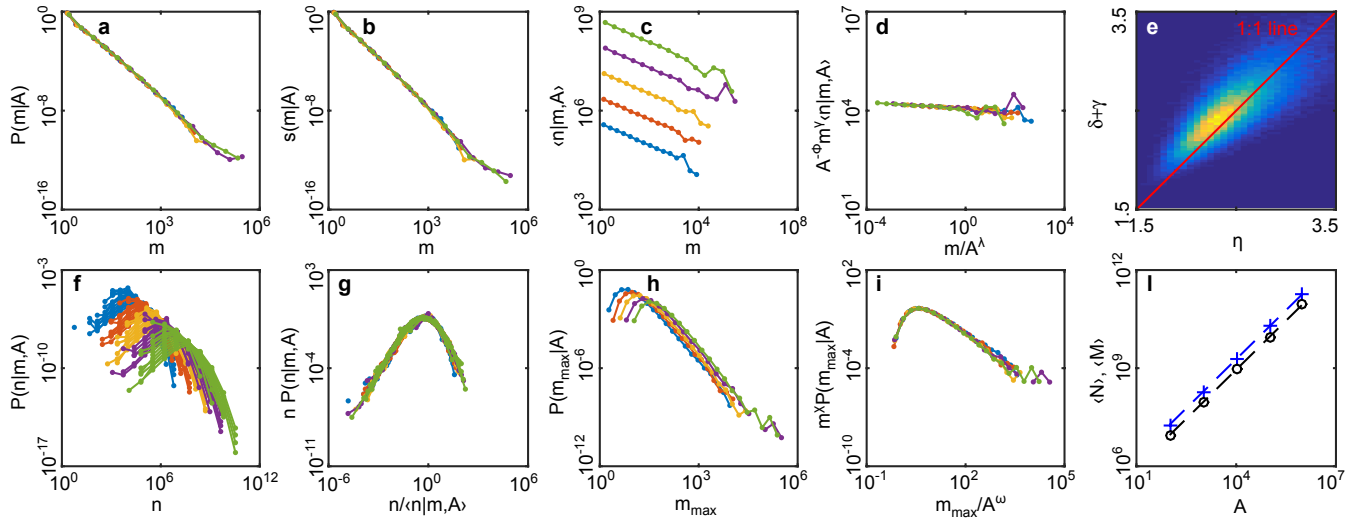 a
10^0
10^-8
10^-16
P(m|A)
10^0 10^3 10^6
m
b
10^0
10^-8
10^-16
s(m|A)
10^0 10^3 10^6
m
c
10^9
10^6
10^3
⟨n|m,A⟩
10^0 10^4 10^8
m
d
10^7
10^4
10^1
A^-Φ m^γ⟨n|m,A⟩
10^-4 10^0 10^4
m/A^λ
e
1:1 line
3.5
1.5
δ+γ
1.5 3.5
η
f
10^-3
10^-10
10^-17
P(n|m,A)
10^0 10^6 10^12
n
g
10^-3
10^-4
10^-11
n P(n|m,A)
10^-6 10^0 10^6
n/⟨n|m,A⟩
h
10^0
10^-6
10^-12
P(m_max|A)
10^0 10^3 10^6
m_max
i
10^2
10^-4
10^-10
m^χP(m_max|A)
10^-1 10^2 10^5
m_max/A^ω
l
10^12
10^9
10^6
⟨N⟩, ⟨M⟩
10^1 10^4 10^7
A